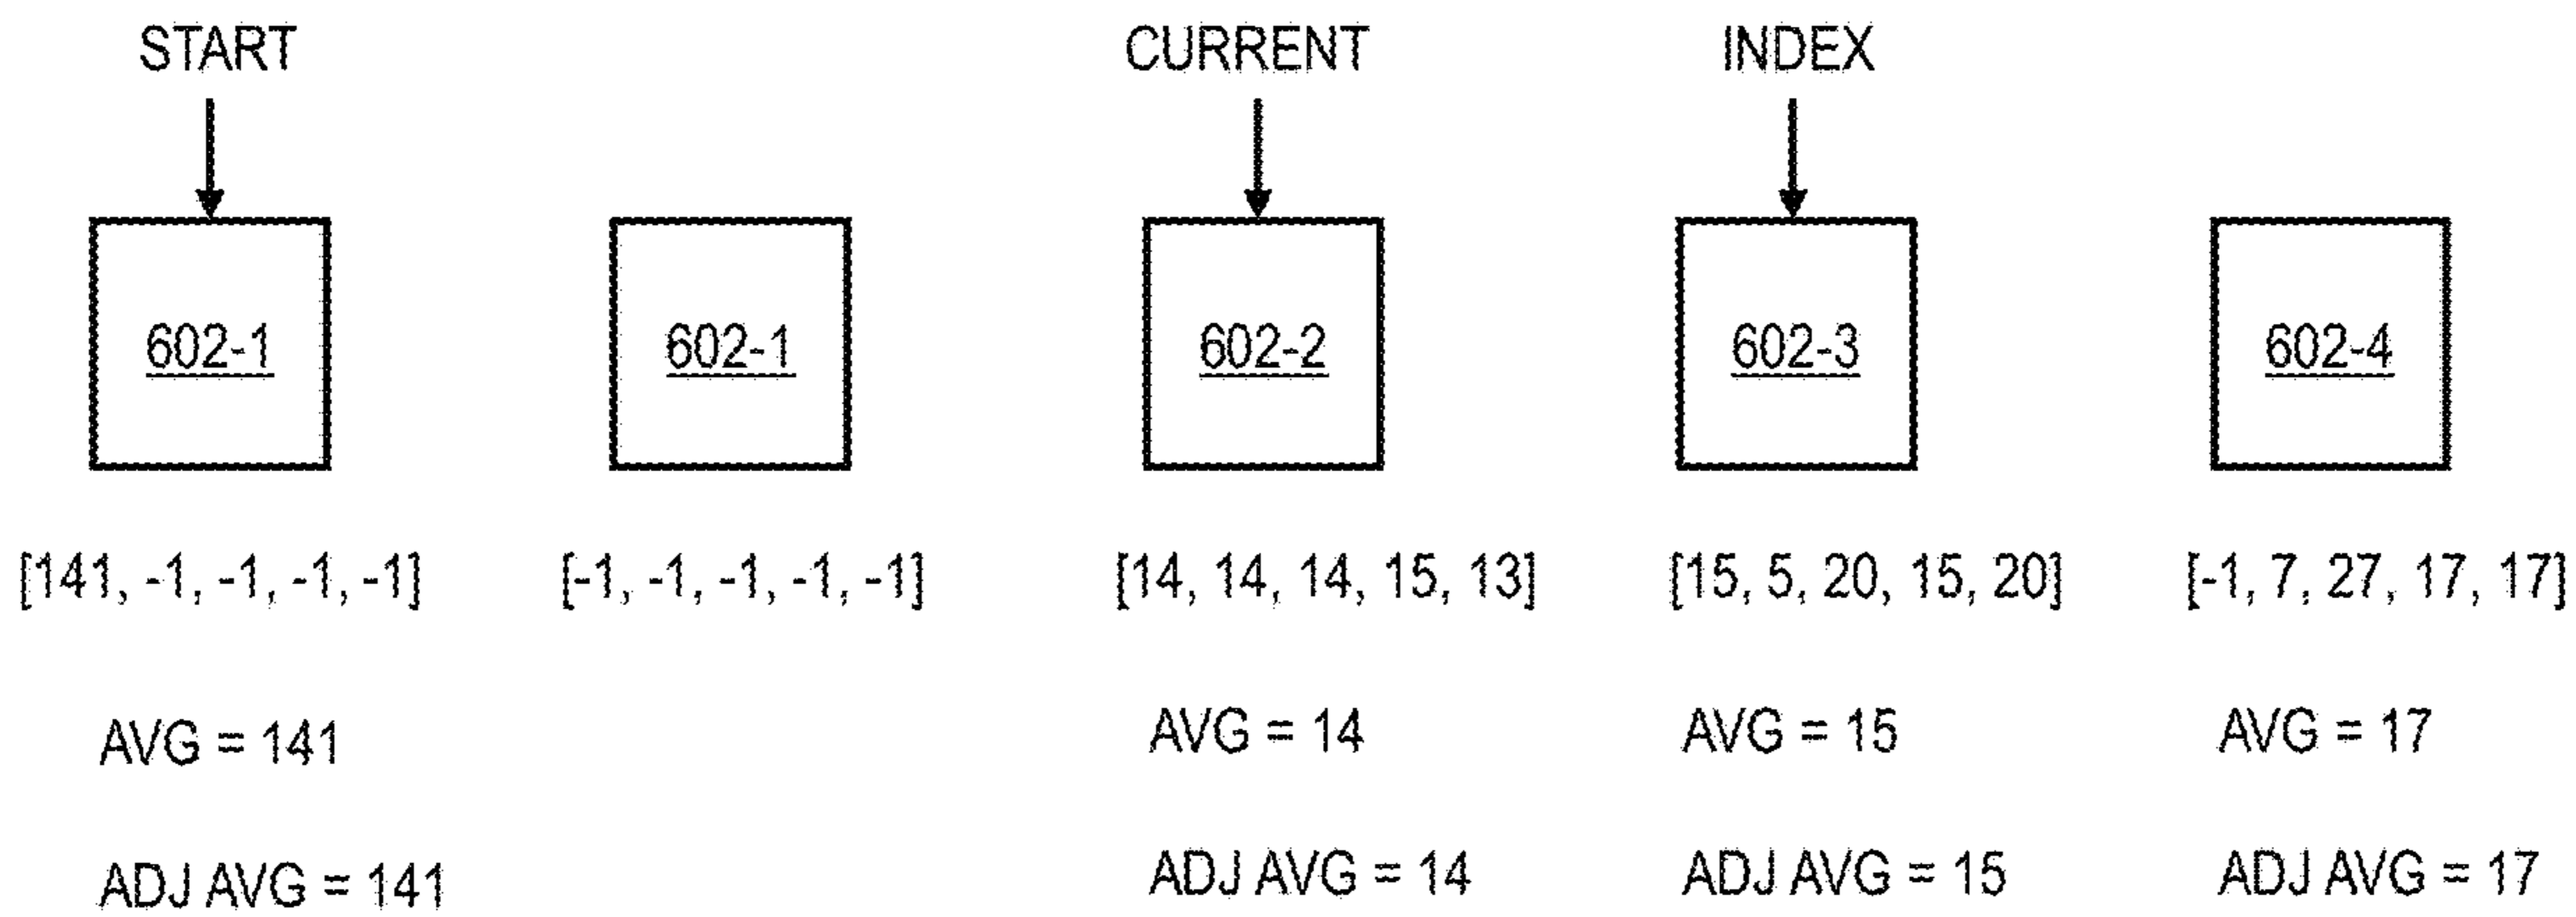 START CURRENT INDEX
602-1 602-1 602-2 602-3 602-4
[141, -1, -1, -1, -1] [-1, -1, -1, -1, -1] [14, 14, 14, 15, 13] [15, 5, 20, 15, 20] [-1, 7, 27, 17, 17]
AVG = 141 AVG = 14 AVG = 15 AVG = 17
ADJ AVG = 141 ADJ AVG = 14 ADJ AVG = 15 ADJ AVG = 17